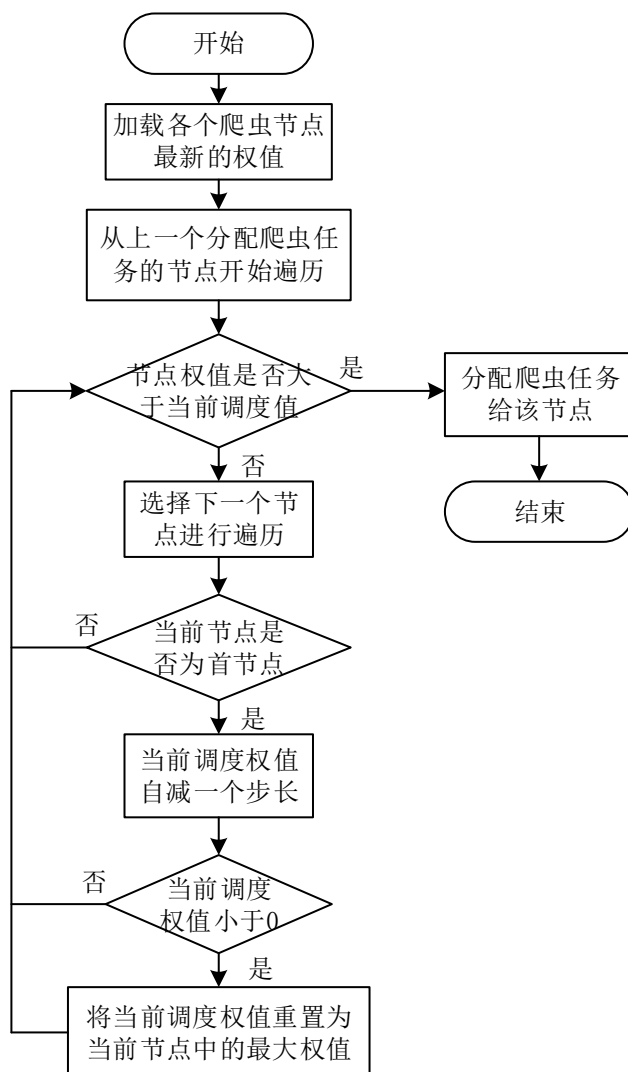 开始
加载各个爬虫节点
最新的权值
从上一个分配爬虫任
务的节点开始遍历
节点权值是否大
于当前调度值
是
分配爬虫任务
给该节点
结束
否
选择下一个节
点进行遍历
当前节点是
否为首节点
否
是
当前调度权值
自减一个步长
当前调度
权值小于0
否
是
将当前调度权值重置为
当前节点中的最大权值